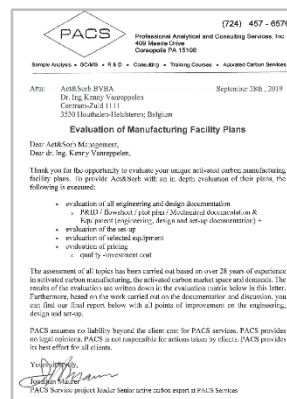 PACS
(724) 457 - 6576
Professional Analytical and Consulting Services, Inc
409 Meade Drive
Coraopolis PA 15108
Sample Analysis • GC/MS • R & D • Consulting • Training Courses • Activated Carbon Services
Attn: Act&Sorb BVBA September 28th , 2019
Dr. Ing Kenny Vanreppelen
Centrum-Zuid 1111
3530 Houthalen-Helchteren; Belgium
Evaluation of Manufacturing Facility Plans
Dear Act&Sorb Management,
Dear dr. Ing. Kenny Vanreppelen,
Thank you for the opportunity to evaluate your unique activated carbon manufacturing
facility plans. To provide Act&Sorb with an in depth evaluation of their plans, the
following is executed:
• evaluation of all engineering and design documentation
o P&ID / flowsheet / plot plan / Mechanical documentation &
Equipment (engineering, design and set-up documentation) +
• evaluation of the set-up
• evaluation of selected equipment
• evaluation of pricing
o quality -investment cost
The assessment of all topics has been carried out based on over 28 years of experience
in activated carbon manufacturing, the activated carbon market space and demands. The
results of the evaluation are written down in the evaluation matrix below in this letter.
Furthermore, based on the work carried out on the documentation and discussion, you
can find our final report below with all points of improvement on the engineering,
design and set-up.
PACS assumes no liability beyond the client cost for PACS services. PACS provides
no legal opinions. PACS is not responsible for actions taken by clients. PACS provides
its best effort for all clients.
Yours sincerely,
PACS Service project leader Senior active carbon expert at PACS Services